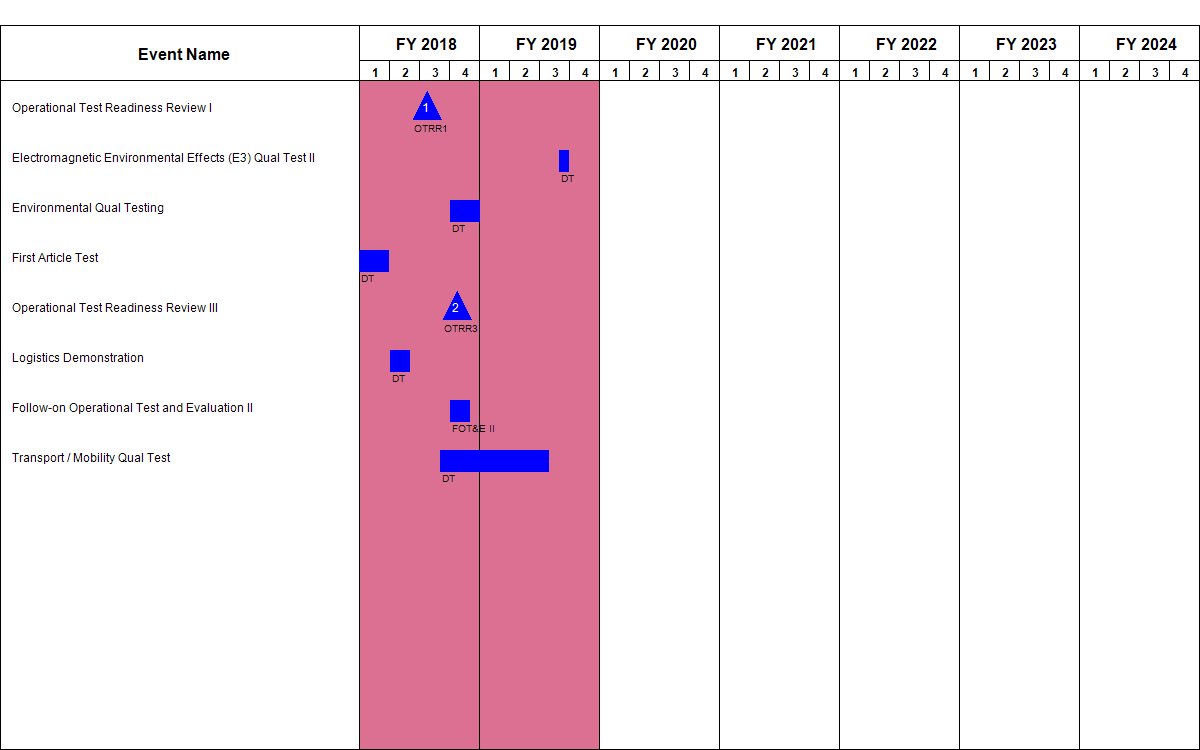 Event Name
FY 2018 FY 2019 FY 2020 FY 2021 FY 2022 FY 2023 FY 2024
1 2 3 4 1 2 3 4 1 2 3 4 1 2 3 4 1 2 3 4 1 2 3 4 1 2 3 4
Operational Test Readiness Review I
1
OTRR1
Electromagnetic Environmental Effects (E3) Qual Test II
DT
Environmental Qual Testing
DT
First Article Test
DT
Operational Test Readiness Review III
2
OTRR3
Logistics Demonstration
DT
Follow-on Operational Test and Evaluation II
FOT&E II
Transport / Mobility Qual Test
DT